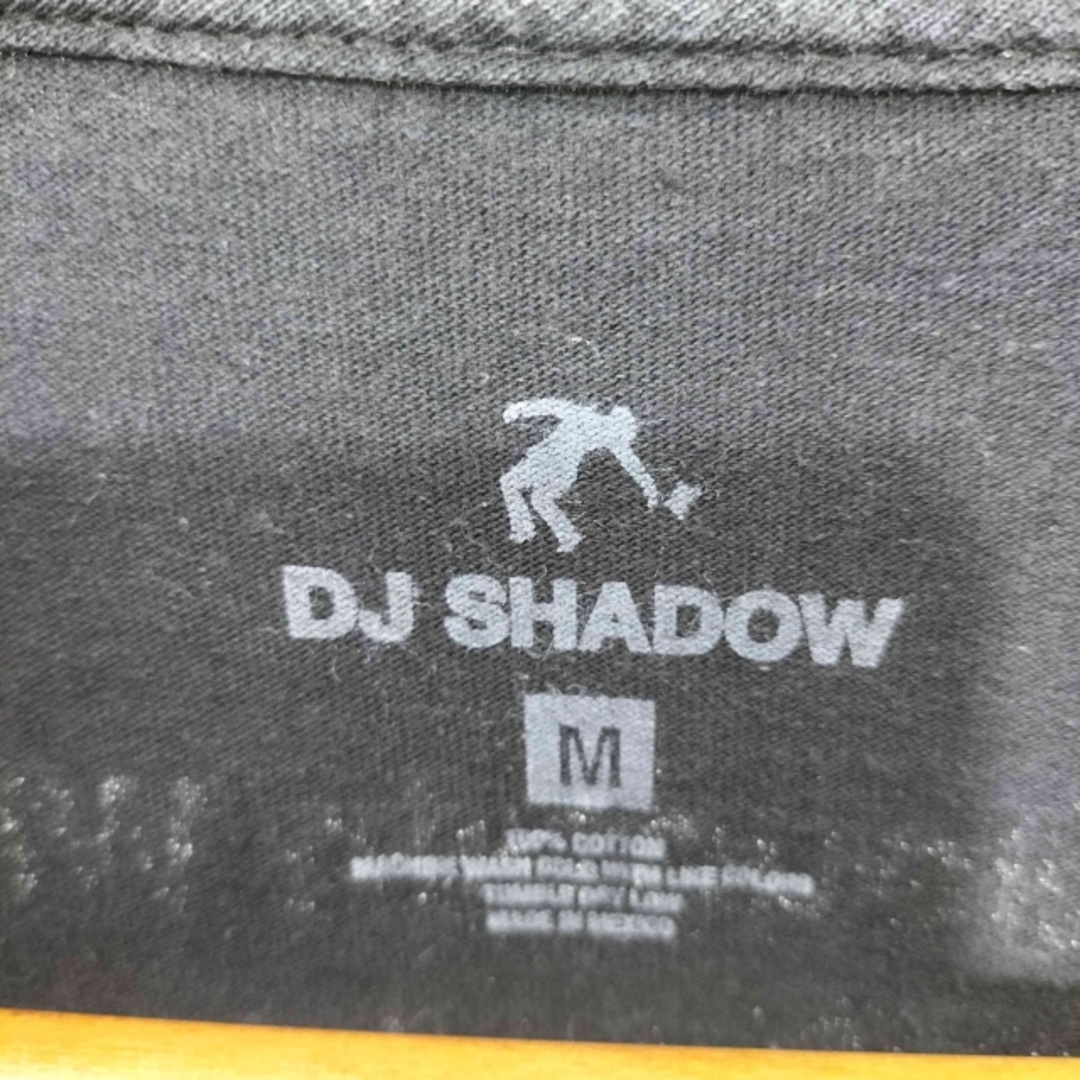 DJ SHADOW
M
100% COTTON
MACHINE WASH COLD WITH LIKE COLORS
TUMBLE DRY LOW
MADE IN MEXICO